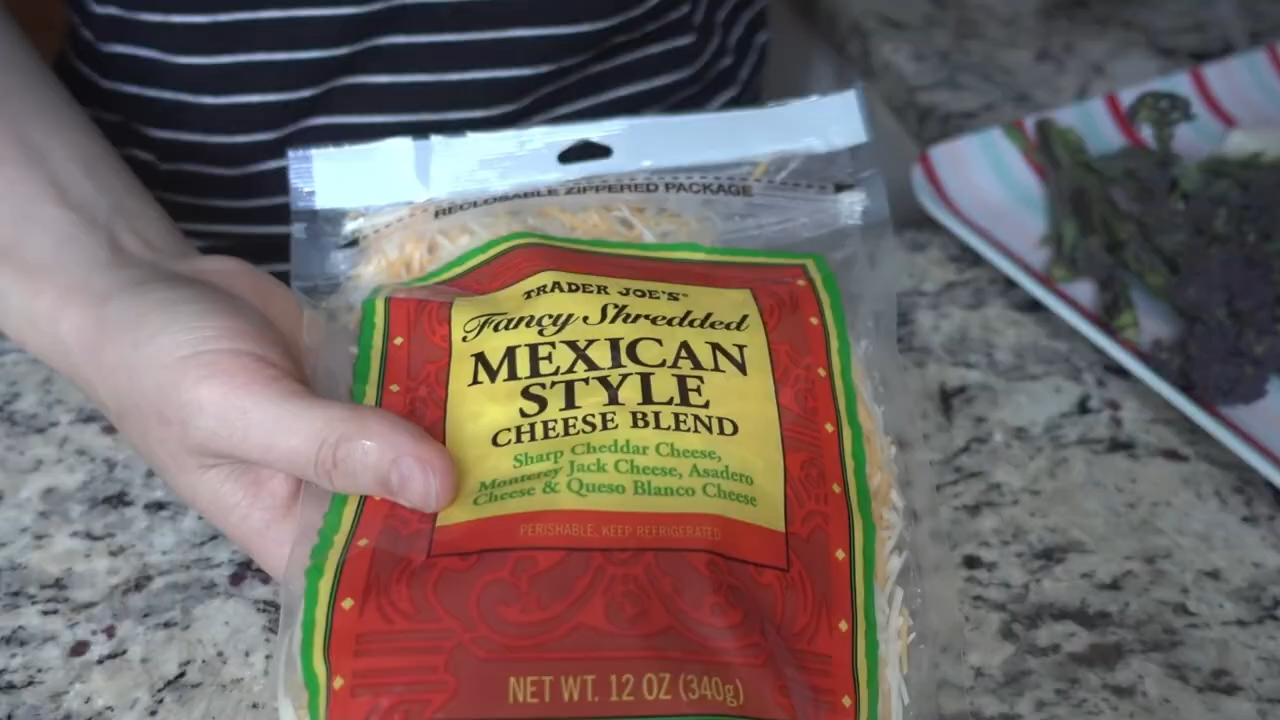 RECLOSABLE ZIPPERED PACKAGE
TRADER JOE'S®
Fancy Shredded
MEXICAN
STYLE
CHEESE BLEND
Sharp Cheddar Cheese,
Monterey Jack Cheese, Asadero
Cheese & Queso Blanco Cheese
PERISHABLE, KEEP REFRIGERATED
NET WT. 12 OZ (340g)